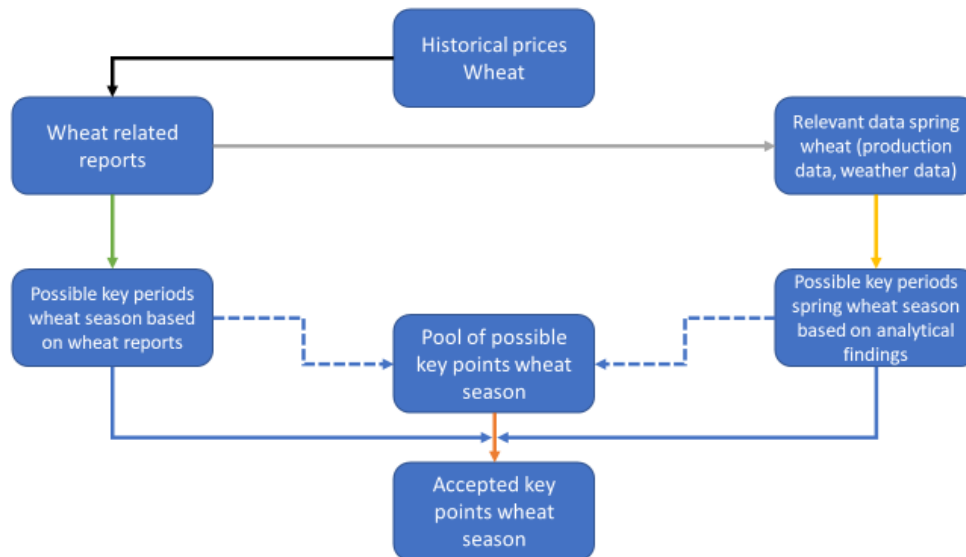 Historical prices
Wheat
Wheat related
reports
Relevant data spring
wheat (production
data, weather data)
Possible key periods
wheat season based
on wheat reports
Pool of possible
key points wheat
season
Possible key periods
spring wheat season
based on analytical
findings
Accepted key
points wheat
season